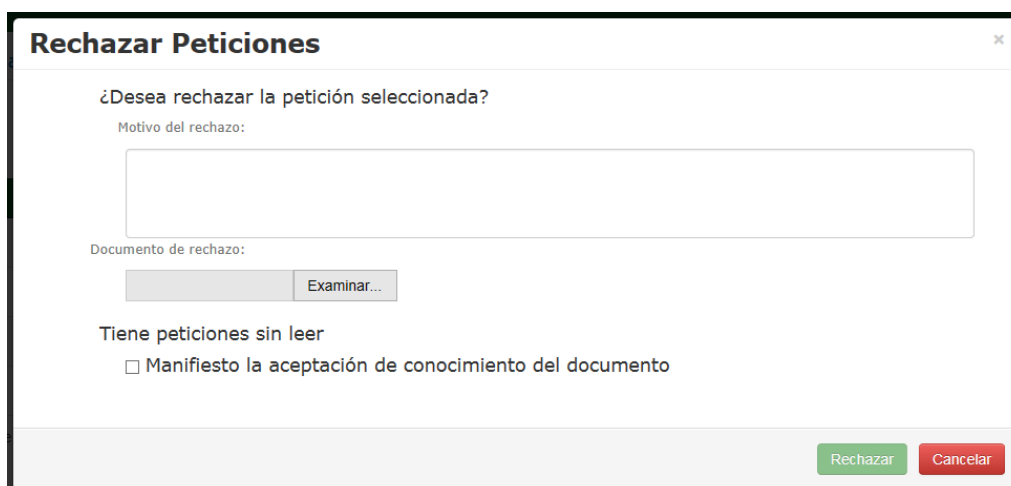 Rechazar Peticiones
×
¿Desea rechazar la petición seleccionada?
Motivo del rechazo:
Documento de rechazo:
Examinar...
Tiene peticiones sin leer
Manifiesto la aceptación de conocimiento del documento
Rechazar Cancelar